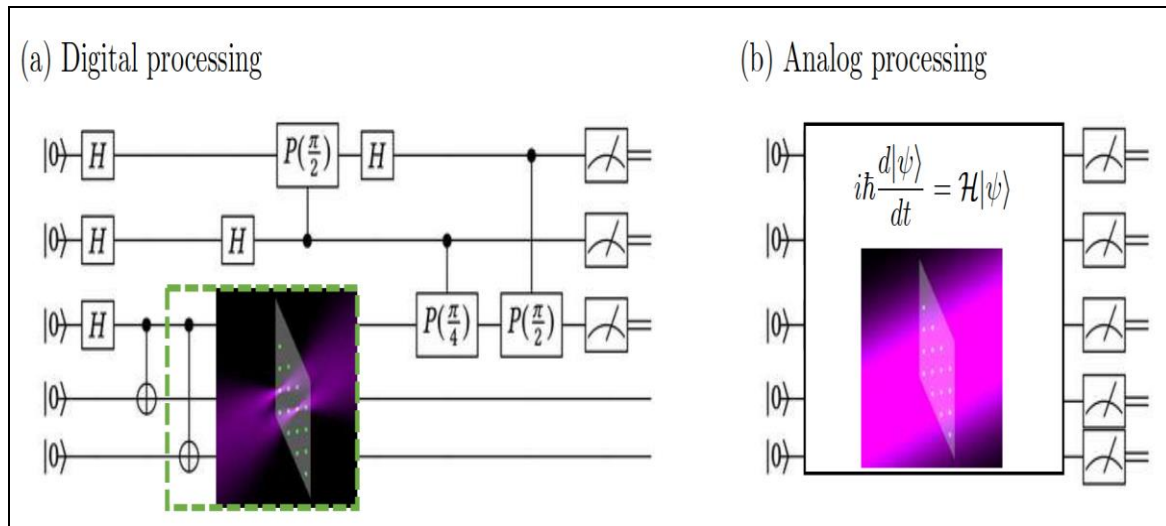 (a) Digital processing
(b) Analog processing
|0⟩ H P(π/2) H
|0⟩ H H
|0⟩ H P(π/4) P(π/2)
|0⟩
|0⟩
|0⟩
|0⟩
|0⟩
|0⟩
|0⟩
iħ d|ψ⟩/dt = ℋ|ψ⟩